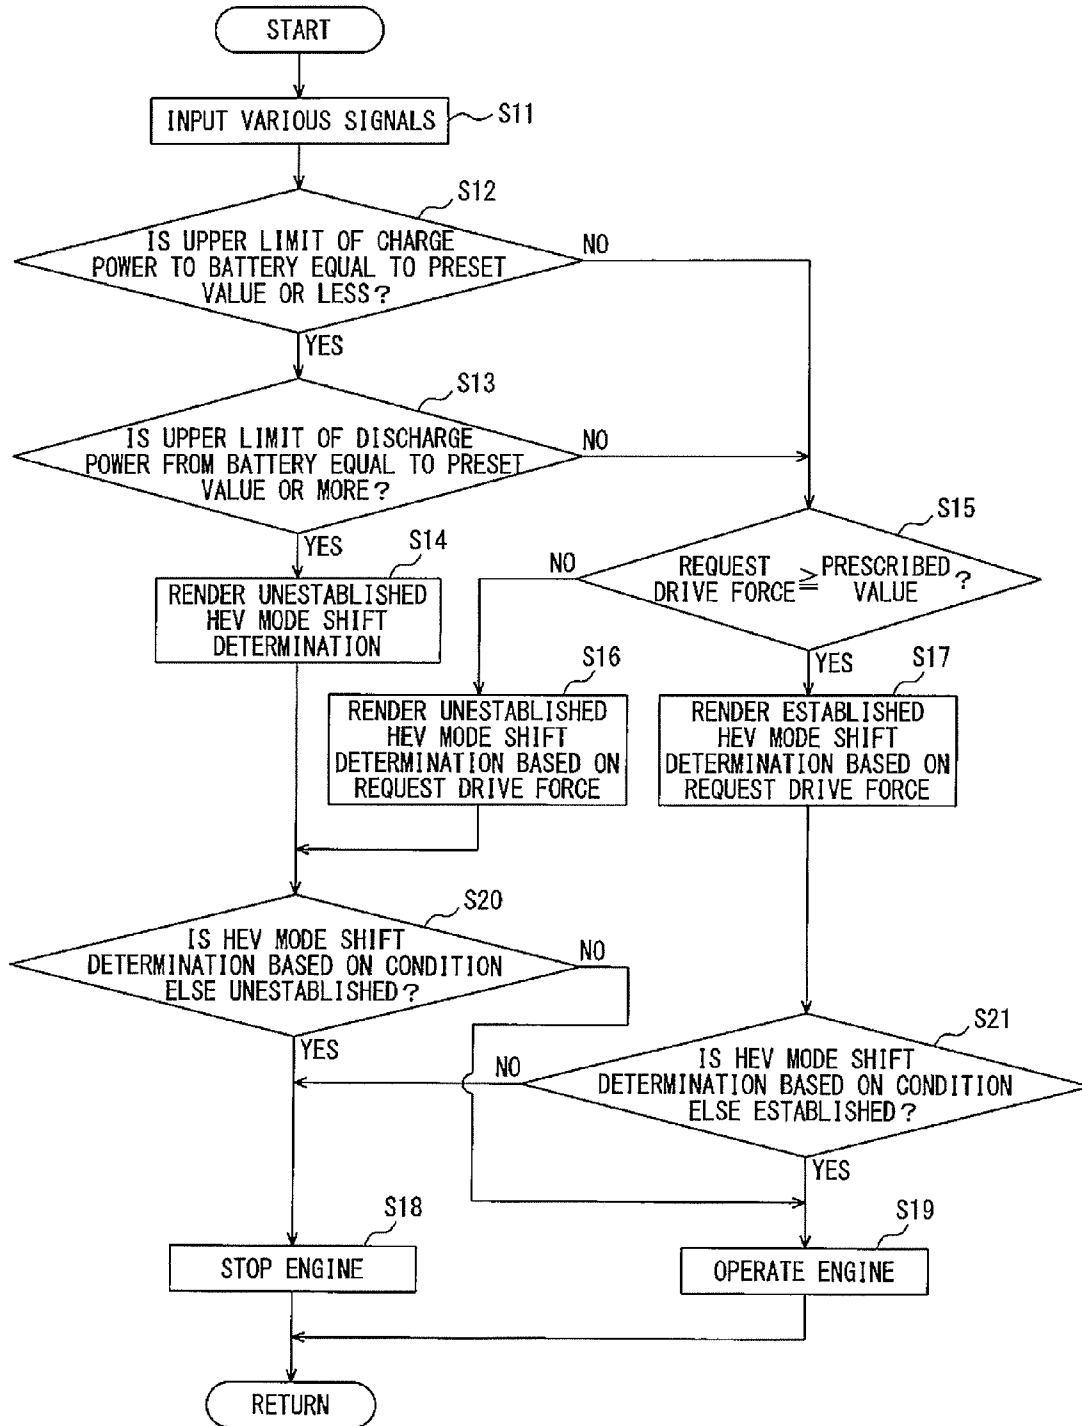 START
INPUT VARIOUS SIGNALS
S11
S12
IS UPPER LIMIT OF CHARGE
POWER TO BATTERY EQUAL TO PRESET
VALUE OR LESS?
NO
YES
S13
IS UPPER LIMIT OF DISCHARGE
POWER FROM BATTERY EQUAL TO PRESET
VALUE OR MORE?
NO
YES
S14
RENDER UNESTABLISHED
HEV MODE SHIFT
DETERMINATION
S15
REQUEST
DRIVE FORCE
≧
PRESCRIBED
VALUE
?
NO
YES
S16
RENDER UNESTABLISHED
HEV MODE SHIFT
DETERMINATION BASED ON
REQUEST DRIVE FORCE
S17
RENDER ESTABLISHED
HEV MODE SHIFT
DETERMINATION BASED ON
REQUEST DRIVE FORCE
S20
IS HEV MODE SHIFT
DETERMINATION BASED ON CONDITION
ELSE UNESTABLISHED?
NO
YES
S21
IS HEV MODE SHIFT
DETERMINATION BASED ON CONDITION
ELSE ESTABLISHED?
NO
YES
S18
STOP ENGINE
S19
OPERATE ENGINE
RETURN